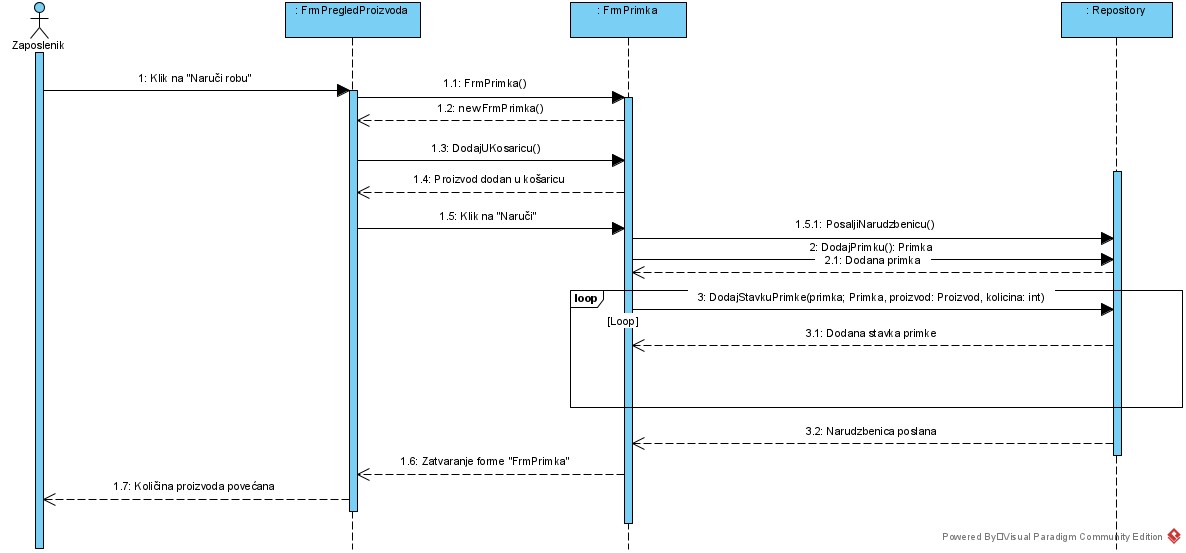 : FrmPregledProizvoda
: FrmPrimka
: Repository
Zaposlenik
1: Klik na "Naruči robu"
1.1: FrmPrimka()
1.2: newFrmPrimka()
1.3: DodajUKosaricu()
1.4: Proizvod dodan u košaricu
1.5: Klik na "Naruči"
1.5.1: PosaljiNarudzbenicu()
2: DodajPrimku(): Primka
2.1: Dodana primka
loop
3: DodajStavkuPrimke(primka; Primka, proizvod: Proizvod, kolicina: int)
[Loop]
3.1: Dodana stavka primke
3.2: Narudzbenica poslana
1.6: Zatvaranje forme "FrmPrimka"
1.7: Količina proizvoda povećana
Powered By□Visual Paradigm Community Edition